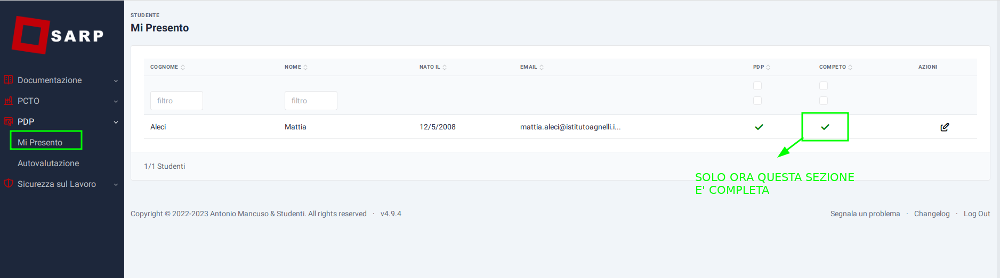 SARP
Documentazione
PCTO
PDP
Mi Presento
Autovalutazione
Sicurezza sul Lavoro
STUDENTE
Mi Presento
COGNOME NOME NATO IL EMAIL PDP COMPETO AZIONI
filtro filtro
Aleci Mattia 12/5/2008 mattia.aleci@istitutoagnelli.i...
1/1 Studenti
SOLO ORA QUESTA SEZIONE
E' COMPLETA
Copyright © 2022-2023 Antonio Mancuso & Studenti. All rights reserved · v4.9.4
Segnala un problema · Changelog · Log Out